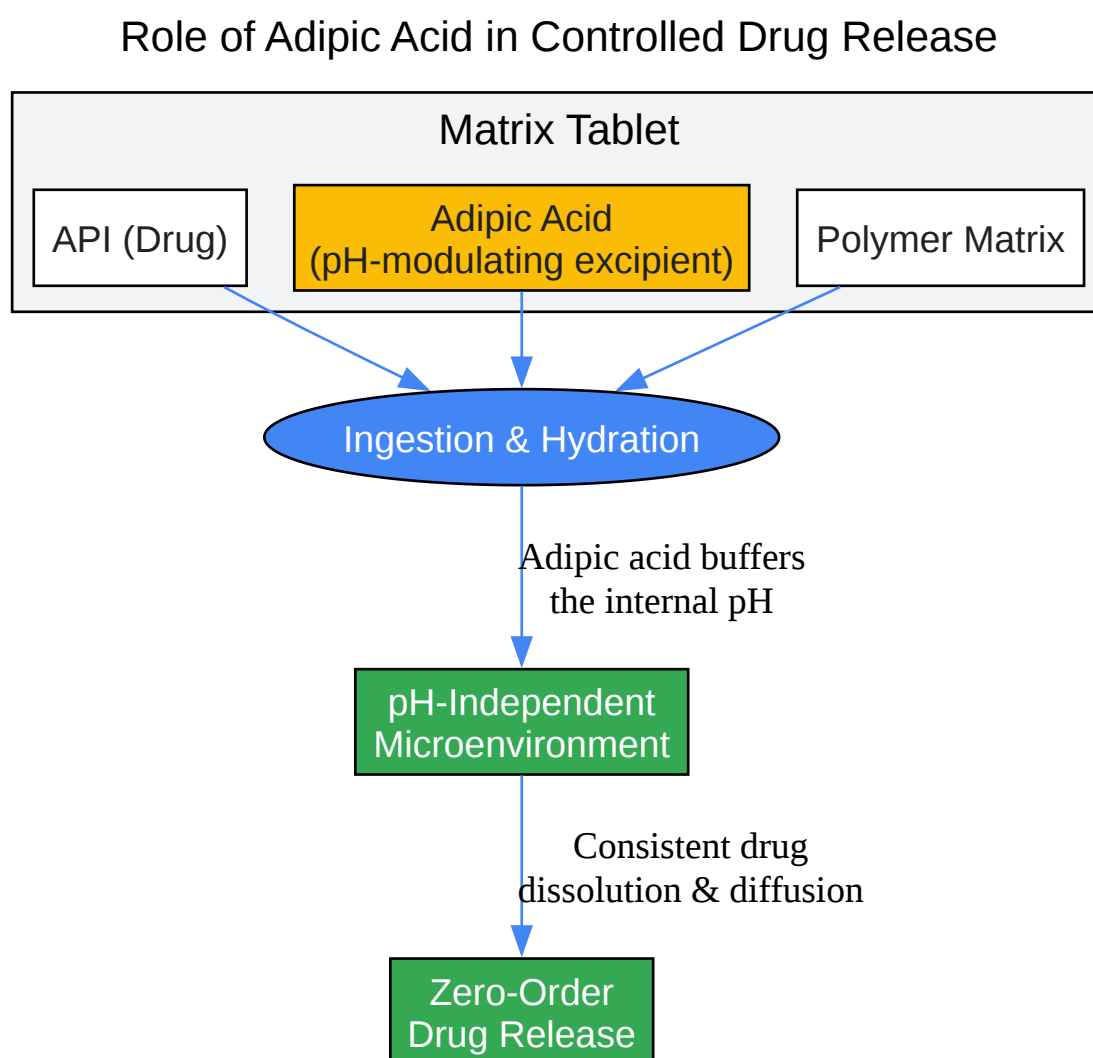 Role of Adipic Acid in Controlled Drug Release
Matrix Tablet
API (Drug)
Adipic Acid
(pH-modulating excipient)
Polymer Matrix
Ingestion & Hydration
Adipic acid buffers
the internal pH
pH-Independent
Microenvironment
Consistent drug
dissolution & diffusion
Zero-Order
Drug Release